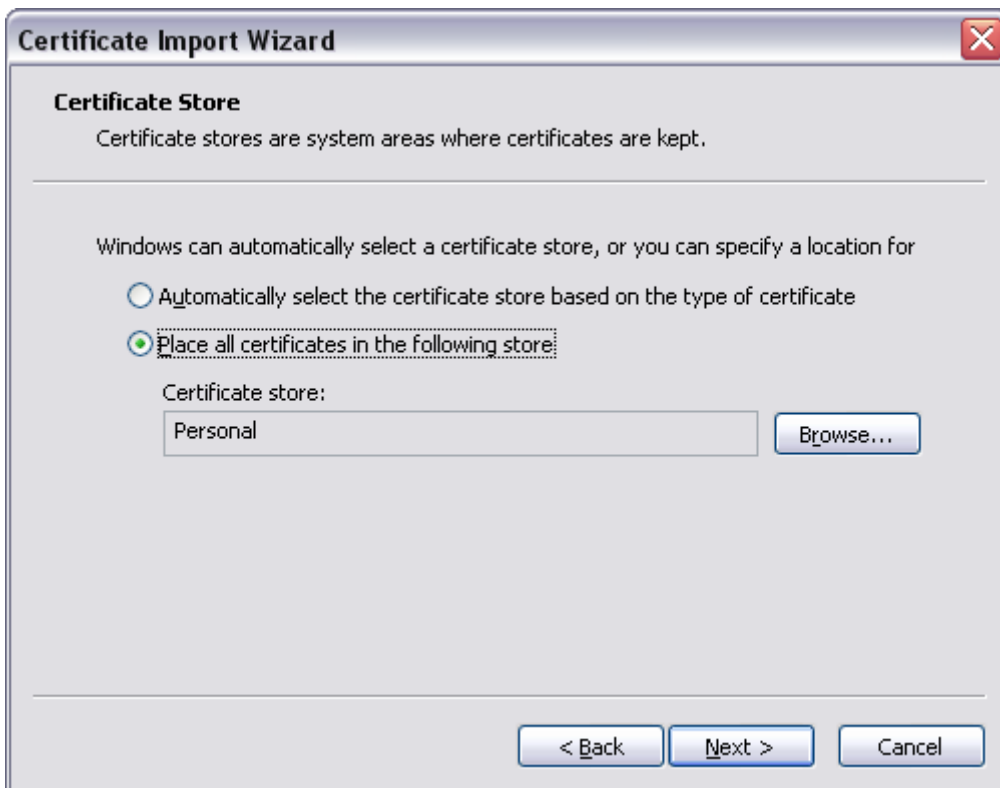 Certificate Import Wizard
Certificate Store
Certificate stores are system areas where certificates are kept.
Windows can automatically select a certificate store, or you can specify a location for
Automatically select the certificate store based on the type of certificate
Place all certificates in the following store
Certificate store:
Personal
Browse...
< Back
Next >
Cancel